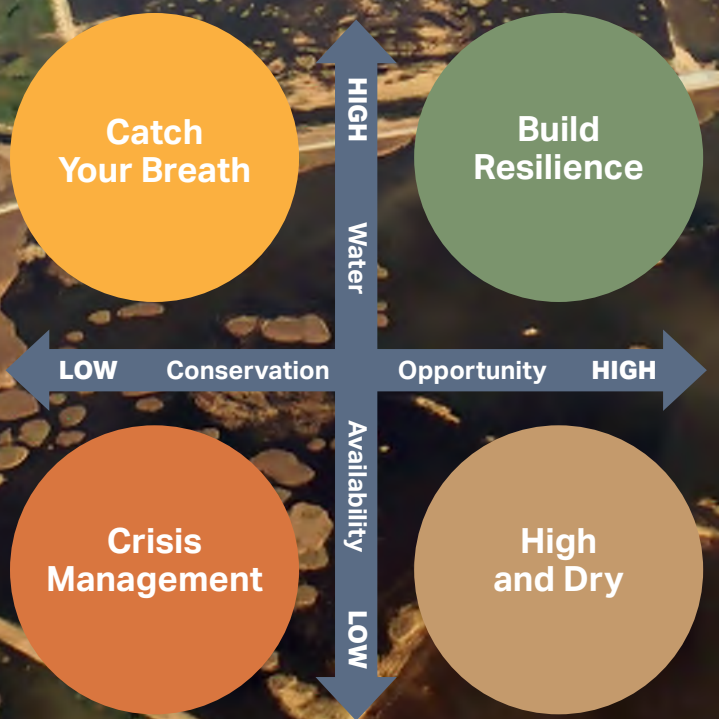 Catch
Your Breath
Build
Resilience
HIGH
Water
LOW Conservation Opportunity HIGH
Availability
LOW
Crisis
Management
High
and Dry